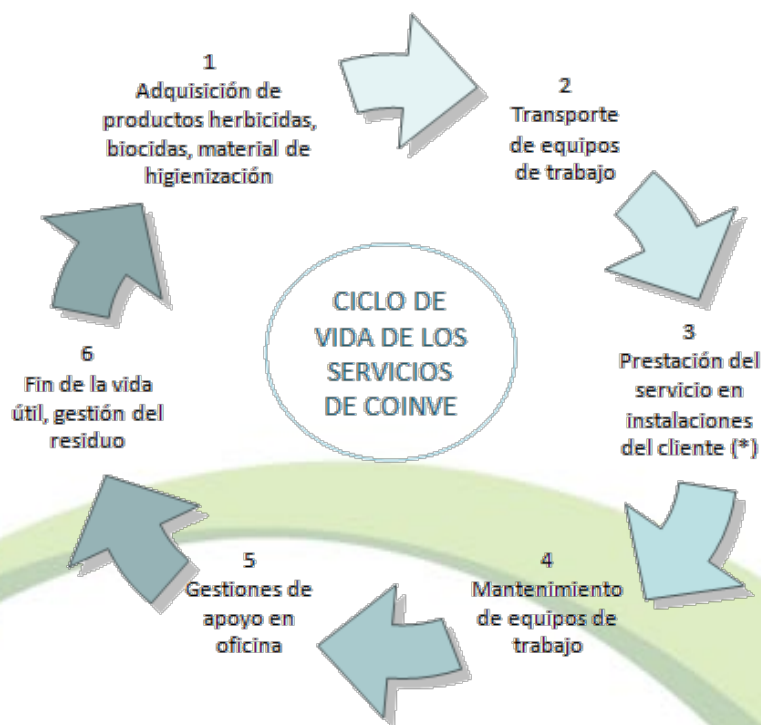 1
Adquisición de
productos herbicidas,
biocidas, material de
higienización
2
Transporte
de equipos
de trabajo
3
Prestación del
servicio en
instalaciones
del cliente (*)
4
Mantenimiento
de equipos de
trabajo
5
Gestiones de
apoyo en
oficina
6
Fin de la vida
útil, gestión del
residuo
CICLO DE
VIDA DE LOS
SERVICIOS
DE COINVE